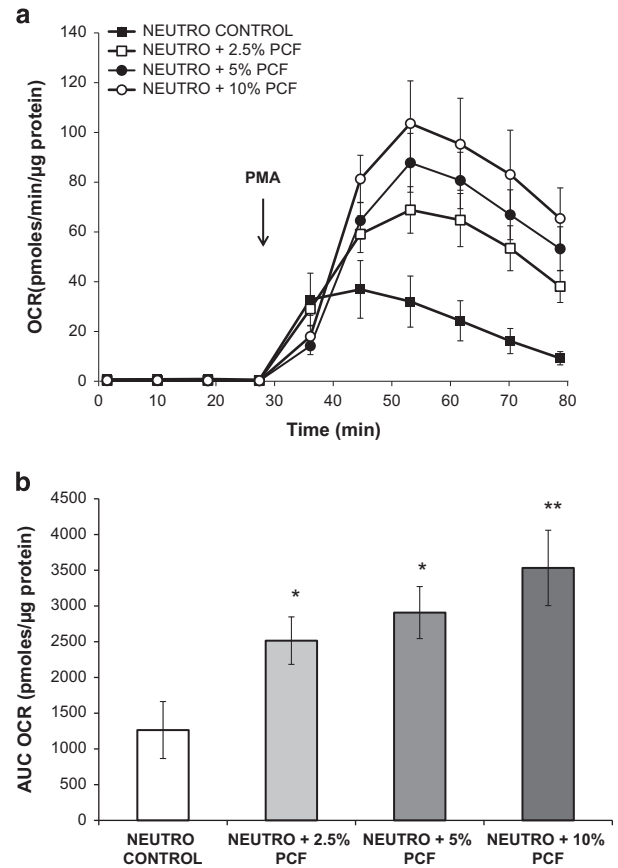 a
NEUTRO CONTROL
NEUTRO + 2.5% PCF
NEUTRO + 5% PCF
NEUTRO + 10% PCF
OCR(pmoles/min/µg protein)
140
120
100
80
60
40
20
0
PMA
0 10 20 30 40 50 60 70 80
Time (min)
b
AUC OCR (pmoles/µg protein)
4500
4000
3500
3000
2500
2000
1500
1000
500
0
* * **
NEUTRO CONTROL
NEUTRO + 2.5% PCF
NEUTRO + 5% PCF
NEUTRO + 10% PCF